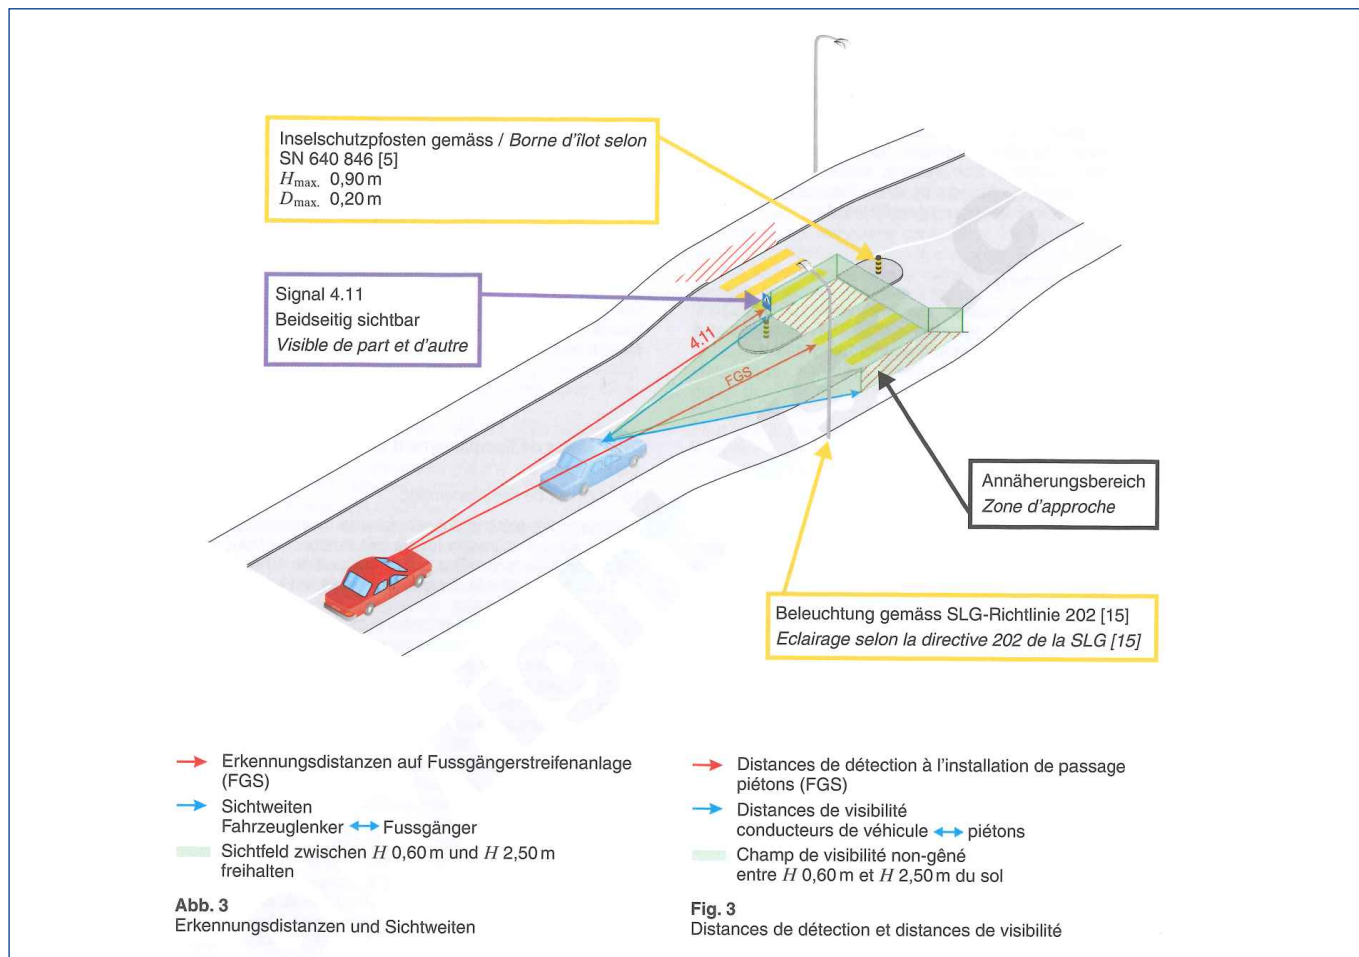 Inselschutzpfosten gemäss / Borne d'îlot selon
SN 640 846 [5]
Hmax. 0,90 m
Dmax. 0,20 m
Signal 4.11
Beidseitig sichtbar
Visible de part et d'autre
4.11
FGS
Annäherungsbereich
Zone d'approche
Beleuchtung gemäss SLG-Richtlinie 202 [15]
Eclairage selon la directive 202 de la SLG [15]
Erkennungsdistanzen auf Fussgängerstreifenanlage
(FGS)
Sichtweiten
Fahrzeuglenker ↔ Fussgänger
Sichtfeld zwischen H 0,60 m und H 2,50 m
freihalten
Abb. 3
Erkennungsdistanzen und Sichtweiten
Distances de détection à l'installation de passage
piétons (FGS)
Distances de visibilité
conducteurs de véhicule ↔ piétons
Champ de visibilité non-gêné
entre H 0,60 m et H 2,50 m du sol
Fig. 3
Distances de détection et distances de visibilité